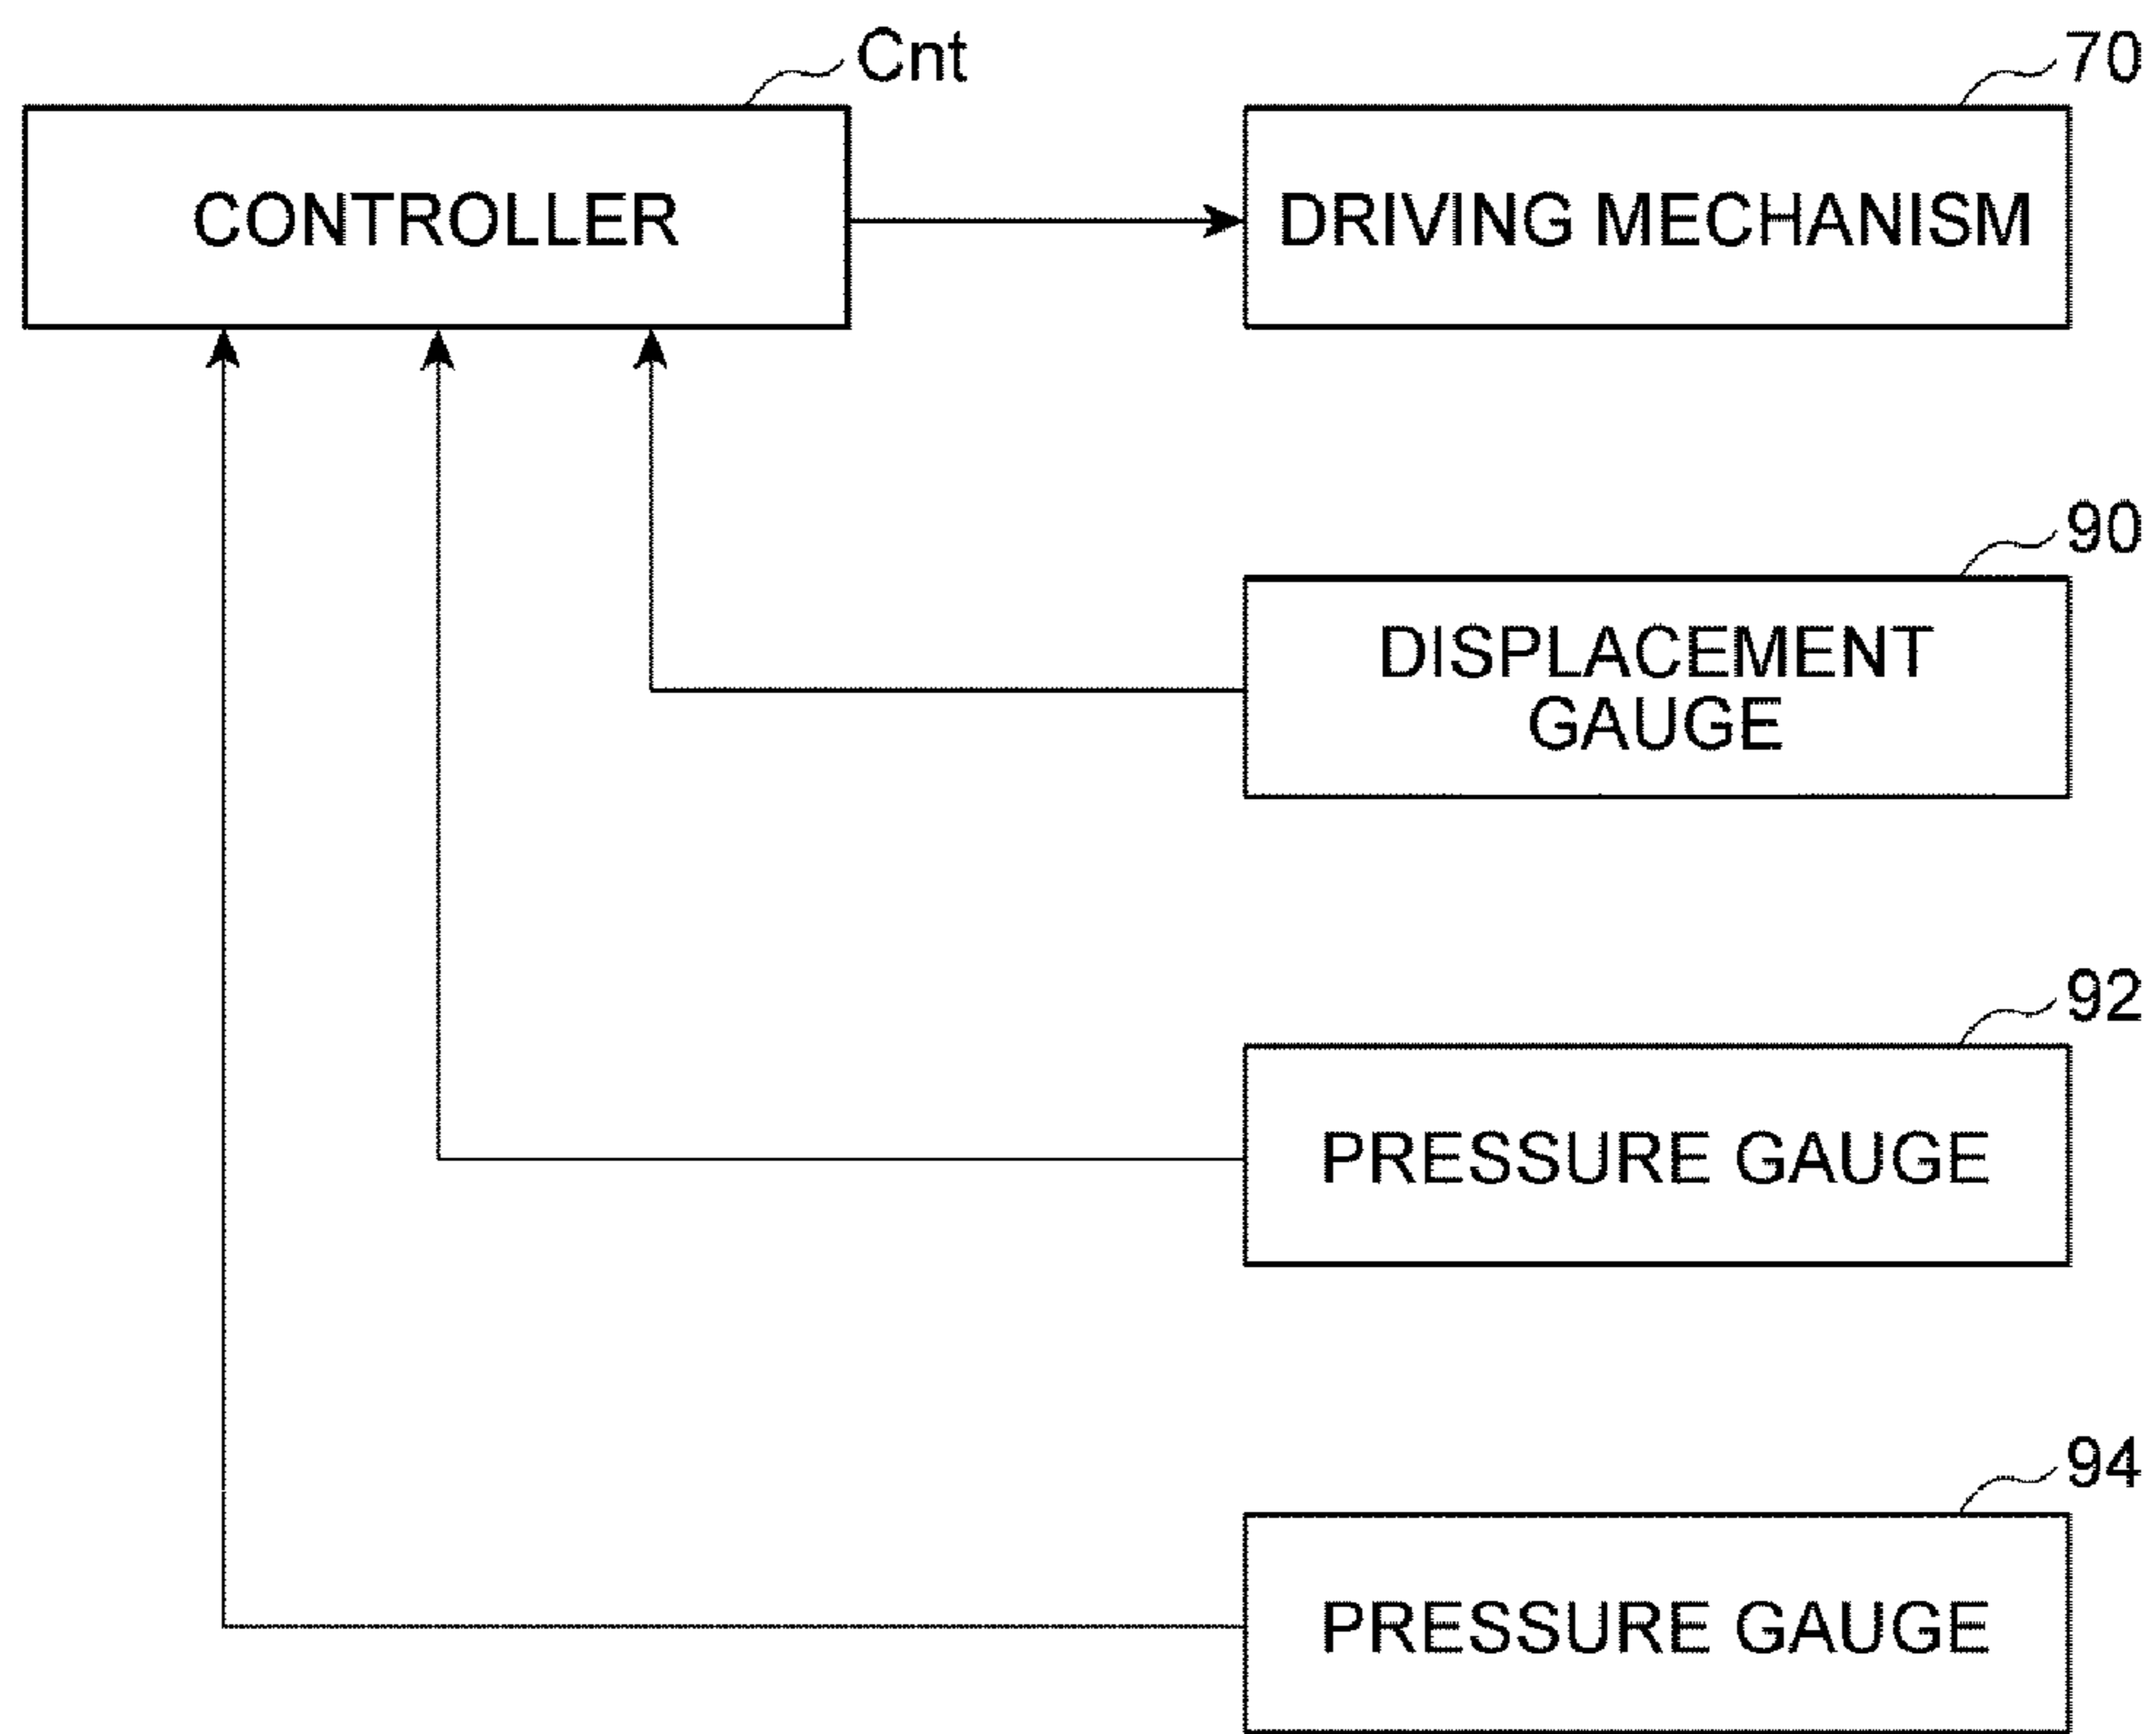 Cnt
70
CONTROLLER
DRIVING MECHANISM
90
DISPLACEMENT
GAUGE
92
PRESSURE GAUGE
94
PRESSURE GAUGE